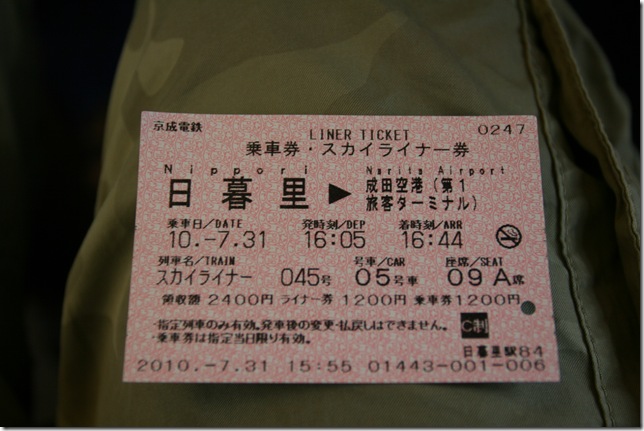 京成電鉄 LINER TICKET 0247
乗車券・スカイライナー券
Nippori Narita Airport
日暮里 ▶ 成田空港(第1
旅客ターミナル)
乗車日/DATE 発時刻/DEP 着時刻/ARR
10.-7.31 16:05 16:44
列車名/TRAIN 号車/CAR 座席/SEAT
スカイライナー 045号 05号車 09A席
領収額 2400円 ライナー券 1200円 乗車券 1200円
・指定列車のみ有効。発車後の変更・払戻しはできません。
・乗車券は指定当日限り有効。
C制
日暮里駅84
2010.-7.31 15:55 01443-001-006